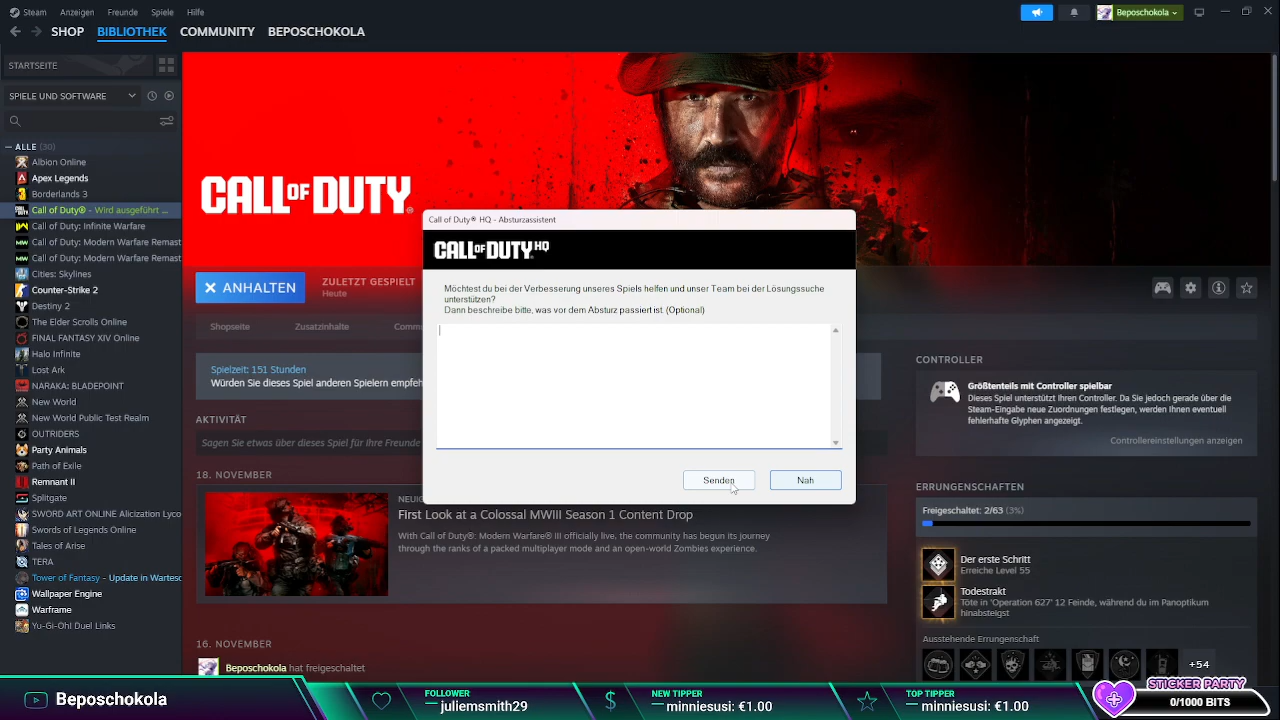 Steam Anzeigen Freunde Spiele Hilfe
Beposchokola
SHOP BIBLIOTHEK COMMUNITY BEPOSCHOKOLA
STARTSEITE
SPIELE UND SOFTWARE
ALLE (30)
Albion Online
Apex Legends
Borderlands 3
Call of Duty® - Wird ausgeführt ...
Call of Duty: Infinite Warfare
Call of Duty: Modern Warfare Remast
Call of Duty: Modern Warfare Remast
Cities: Skylines
Counter-Strike 2
Destiny 2
The Elder Scrolls Online
FINAL FANTASY XIV Online
Halo Infinite
Lost Ark
NARAKA: BLADEPOINT
New World
New World Public Test Realm
OUTRIDERS
Party Animals
Path of Exile
Remnant II
Splitgate
SWORD ART ONLINE Alicization Lyco
Swords of Legends Online
Tales of Arise
TERA
Tower of Fantasy - Update in Wartesc
Wallpaper Engine
Warframe
Yu-Gi-Oh! Duel Links
CALL OF DUTY®
ANHALTEN
ZULETZT GESPIELT
Heute
Shopseite Zusatzinhalte Commu
Spielzeit: 151 Stunden
Würden Sie dieses Spiel anderen Spielern empfeh
AKTIVITÄT
Sagen Sie etwas über dieses Spiel für Ihre Freunde
18. NOVEMBER
NEUIG
First Look at a Colossal MWIII Season 1 Content Drop
With Call of Duty®: Modern Warfare® III officially live, the community has begun its journey
through the ranks of a packed multiplayer mode and an open-world Zombies experience.
16. NOVEMBER
Beposchokola hat freigeschaltet
Call of Duty® HQ - Absturzassistent
CALL OF DUTY® HQ
Möchtest du bei der Verbesserung unseres Spiels helfen und unser Team bei der Lösungssuche
unterstützen?
Dann beschreibe bitte, was vor dem Absturz passiert ist. (Optional)
Senden Nah
CONTROLLER
Größtenteils mit Controller spielbar
Dieses Spiel unterstützt Ihren Controller. Da Sie jedoch gerade über die
Steam-Eingabe neue Zuordnungen festlegen, werden Ihnen eventuell
fehlerhafte Glyphen angezeigt.
Controllereinstellungen anzeigen
ERRUNGENSCHAFTEN
Freigeschaltet: 2/63 (3%)
Der erste Schritt
Erreiche Level 55
Todestrakt
Töte in 'Operation 627' 12 Feinde, während du im Panoptikum
hinabsteigst
Ausstehende Errungenschaften
+54
Beposchokola
FOLLOWER
juliemsmith29
NEW TIPPER
minniesusi: €1.00
TOP TIPPER
minniesusi: €1.00
STICKER PARTY
0/1000 BITS